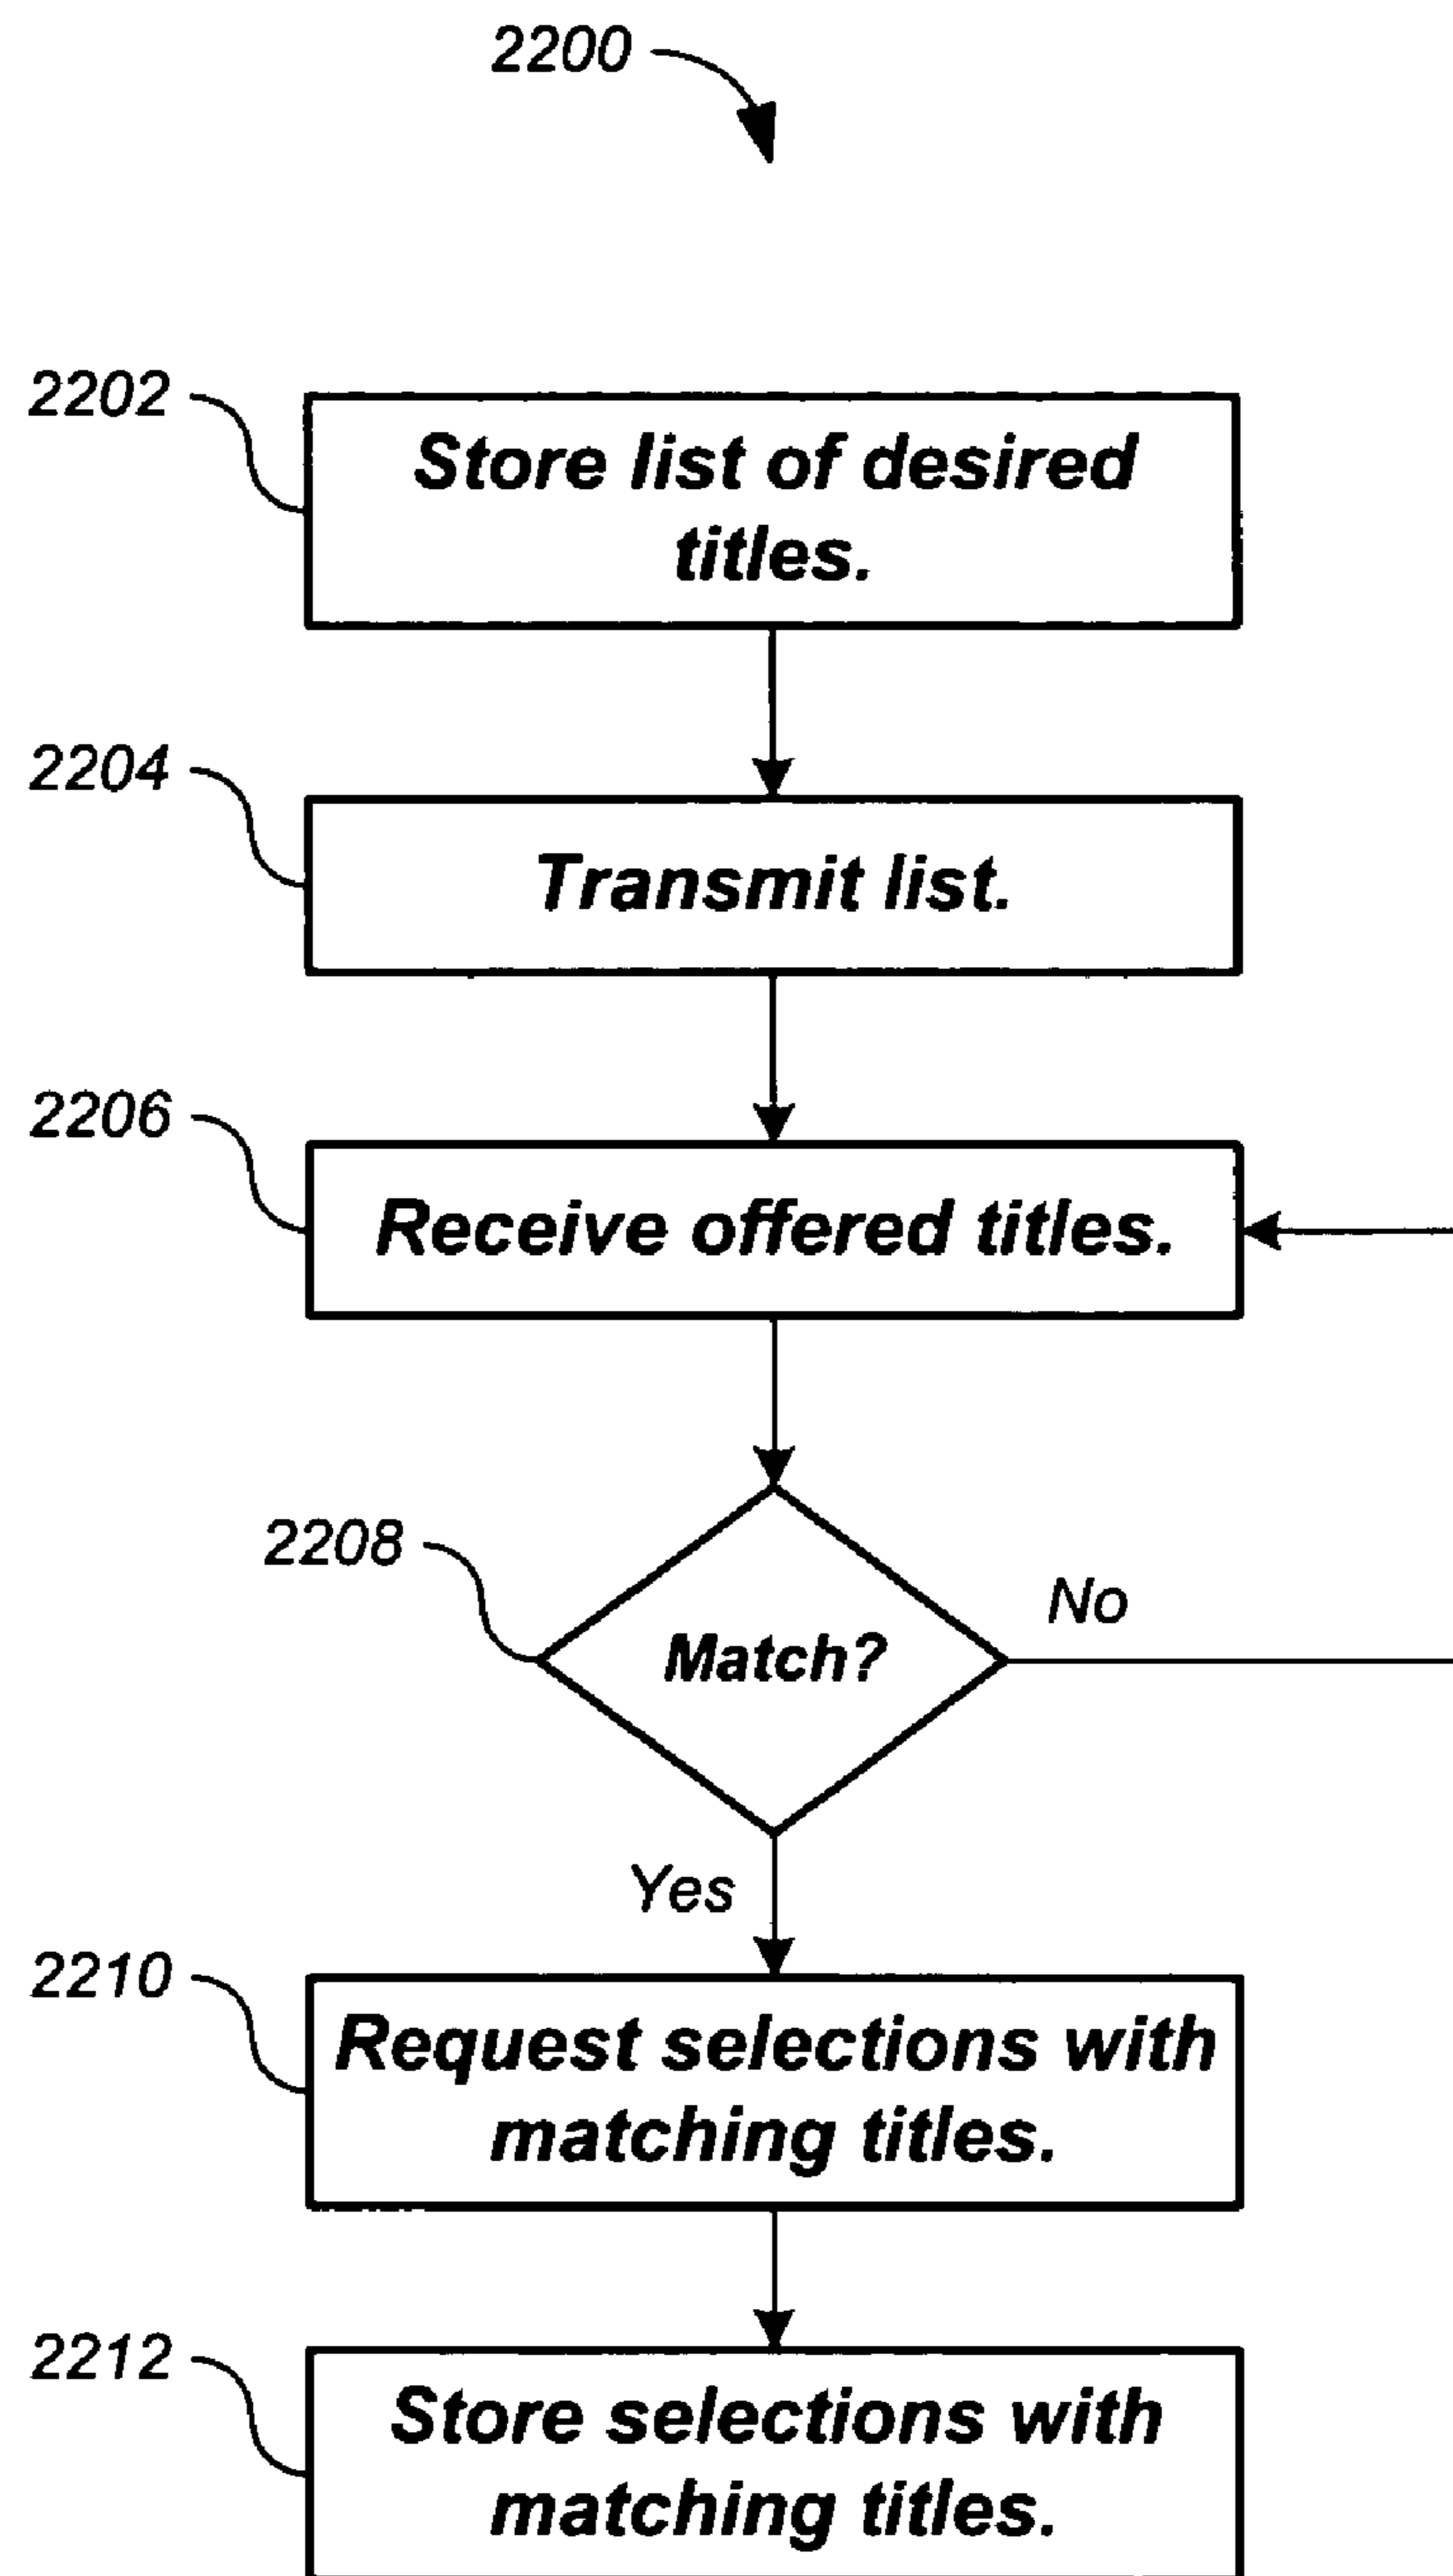 2200
2202
Store list of desired
titles.
2204
Transmit list.
2206
Receive offered titles.
2208
Match?
No
Yes
2210
Request selections with
matching titles.
2212
Store selections with
matching titles.